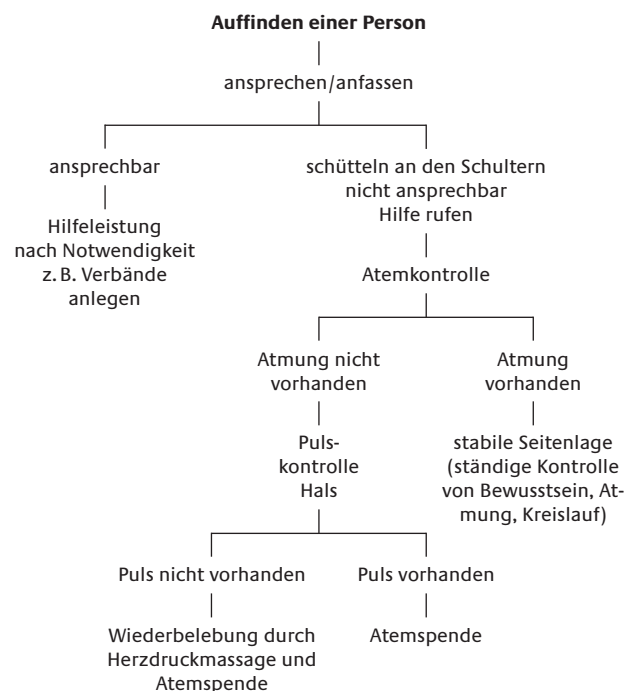 Auffinden einer Person
ansprechen/anfassen
ansprechbar
Hilfeleistung
nach Notwendigkeit
z. B. Verbände
anlegen
schütteln an den Schultern
nicht ansprechbar
Hilfe rufen
Atemkontrolle
Atmung nicht
vorhanden
Atmung
vorhanden
Puls-
kontrolle
Hals
stabile Seitenlage
(ständige Kontrolle
von Bewusstsein, At-
mung, Kreislauf)
Puls nicht vorhanden
Wiederbelebung durch
Herzdruckmassage und
Atemspende
Puls vorhanden
Atemspende